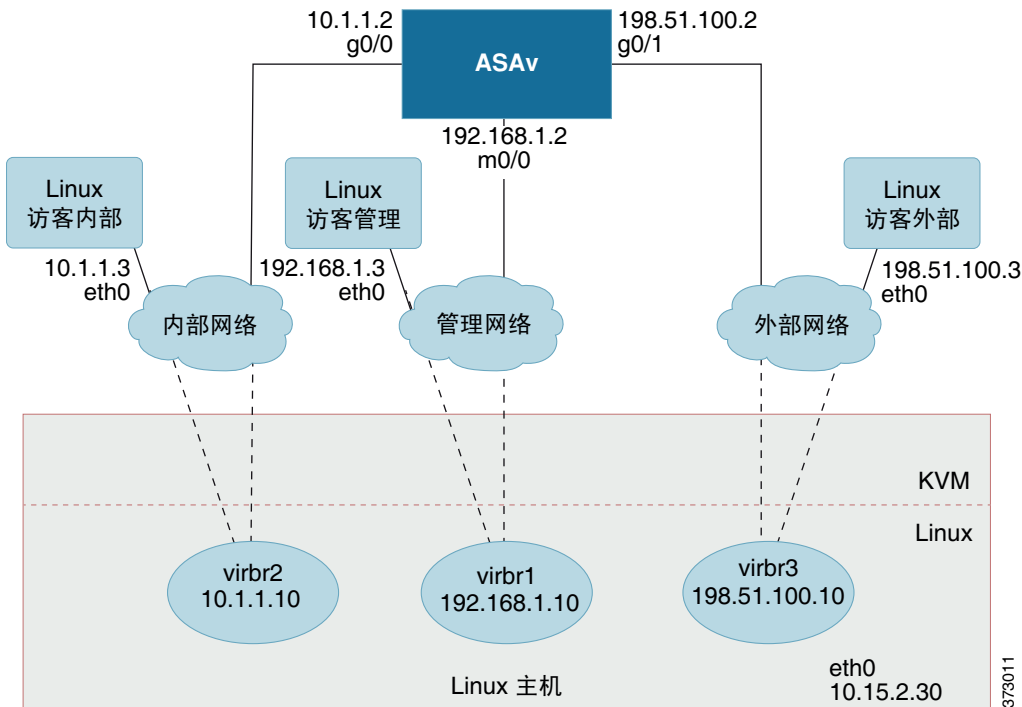 10.1.1.2
g0/0
ASAv
198.51.100.2
g0/1
192.168.1.2
m0/0
Linux
访客内部
Linux
访客管理
Linux
访客外部
10.1.1.3
eth0
192.168.1.3
eth0
198.51.100.3
eth0
内部网络
管理网络
外部网络
KVM
Linux
virbr2
10.1.1.10
virbr1
192.168.1.10
virbr3
198.51.100.10
Linux 主机
eth0
10.15.2.30
373011